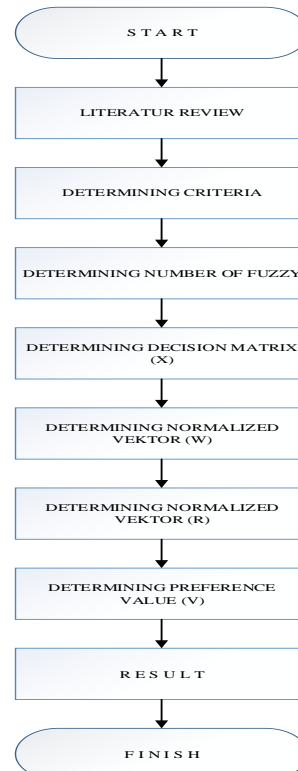 S T A R T
LITERATUR REVIEW
DETERMINING CRITERIA
DETERMINING NUMBER OF FUZZY
DETERMINING DECISION MATRIX
(X)
DETERMINING NORMALIZED
VEKTOR (W)
DETERMINING NORMALIZED
VEKTOR (R)
DETERMINING PREFERENCE
VALUE (V)
R E S U L T
F I N I S H